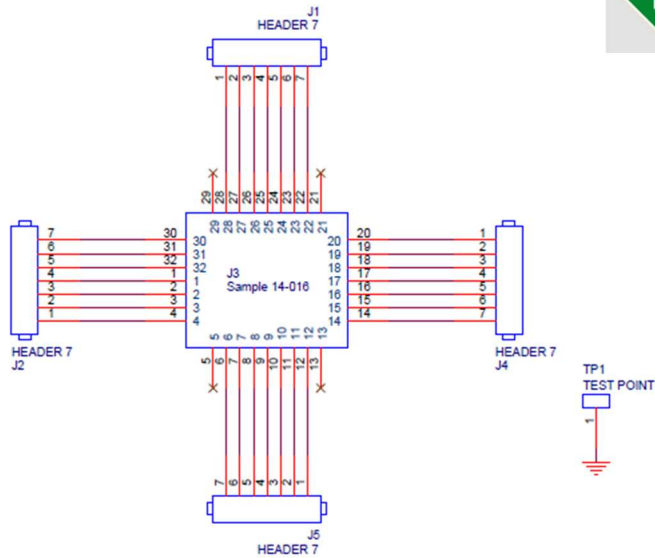 J1
HEADER 7
1 2 3 4 5 6 7
29 28 27 26 25 24 23 22 21
29 28 27 26 25 24 23 22 21
7 30 30 20 20 1
6 31 31 19 19 2
5 32 32 18 18 3
4 1 1 17 17 4
3 2 2 16 16 5
2 3 3 15 15 6
1 4 4 14 14 7
J3
Sample 14-016
5 6 7 8 9 10 11 12 13
5 6 7 8 9 10 11 12 13
HEADER 7
J2
HEADER 7
J4
TP1
TEST POINT
1
7 6 5 4 3 2 1
J5
HEADER 7